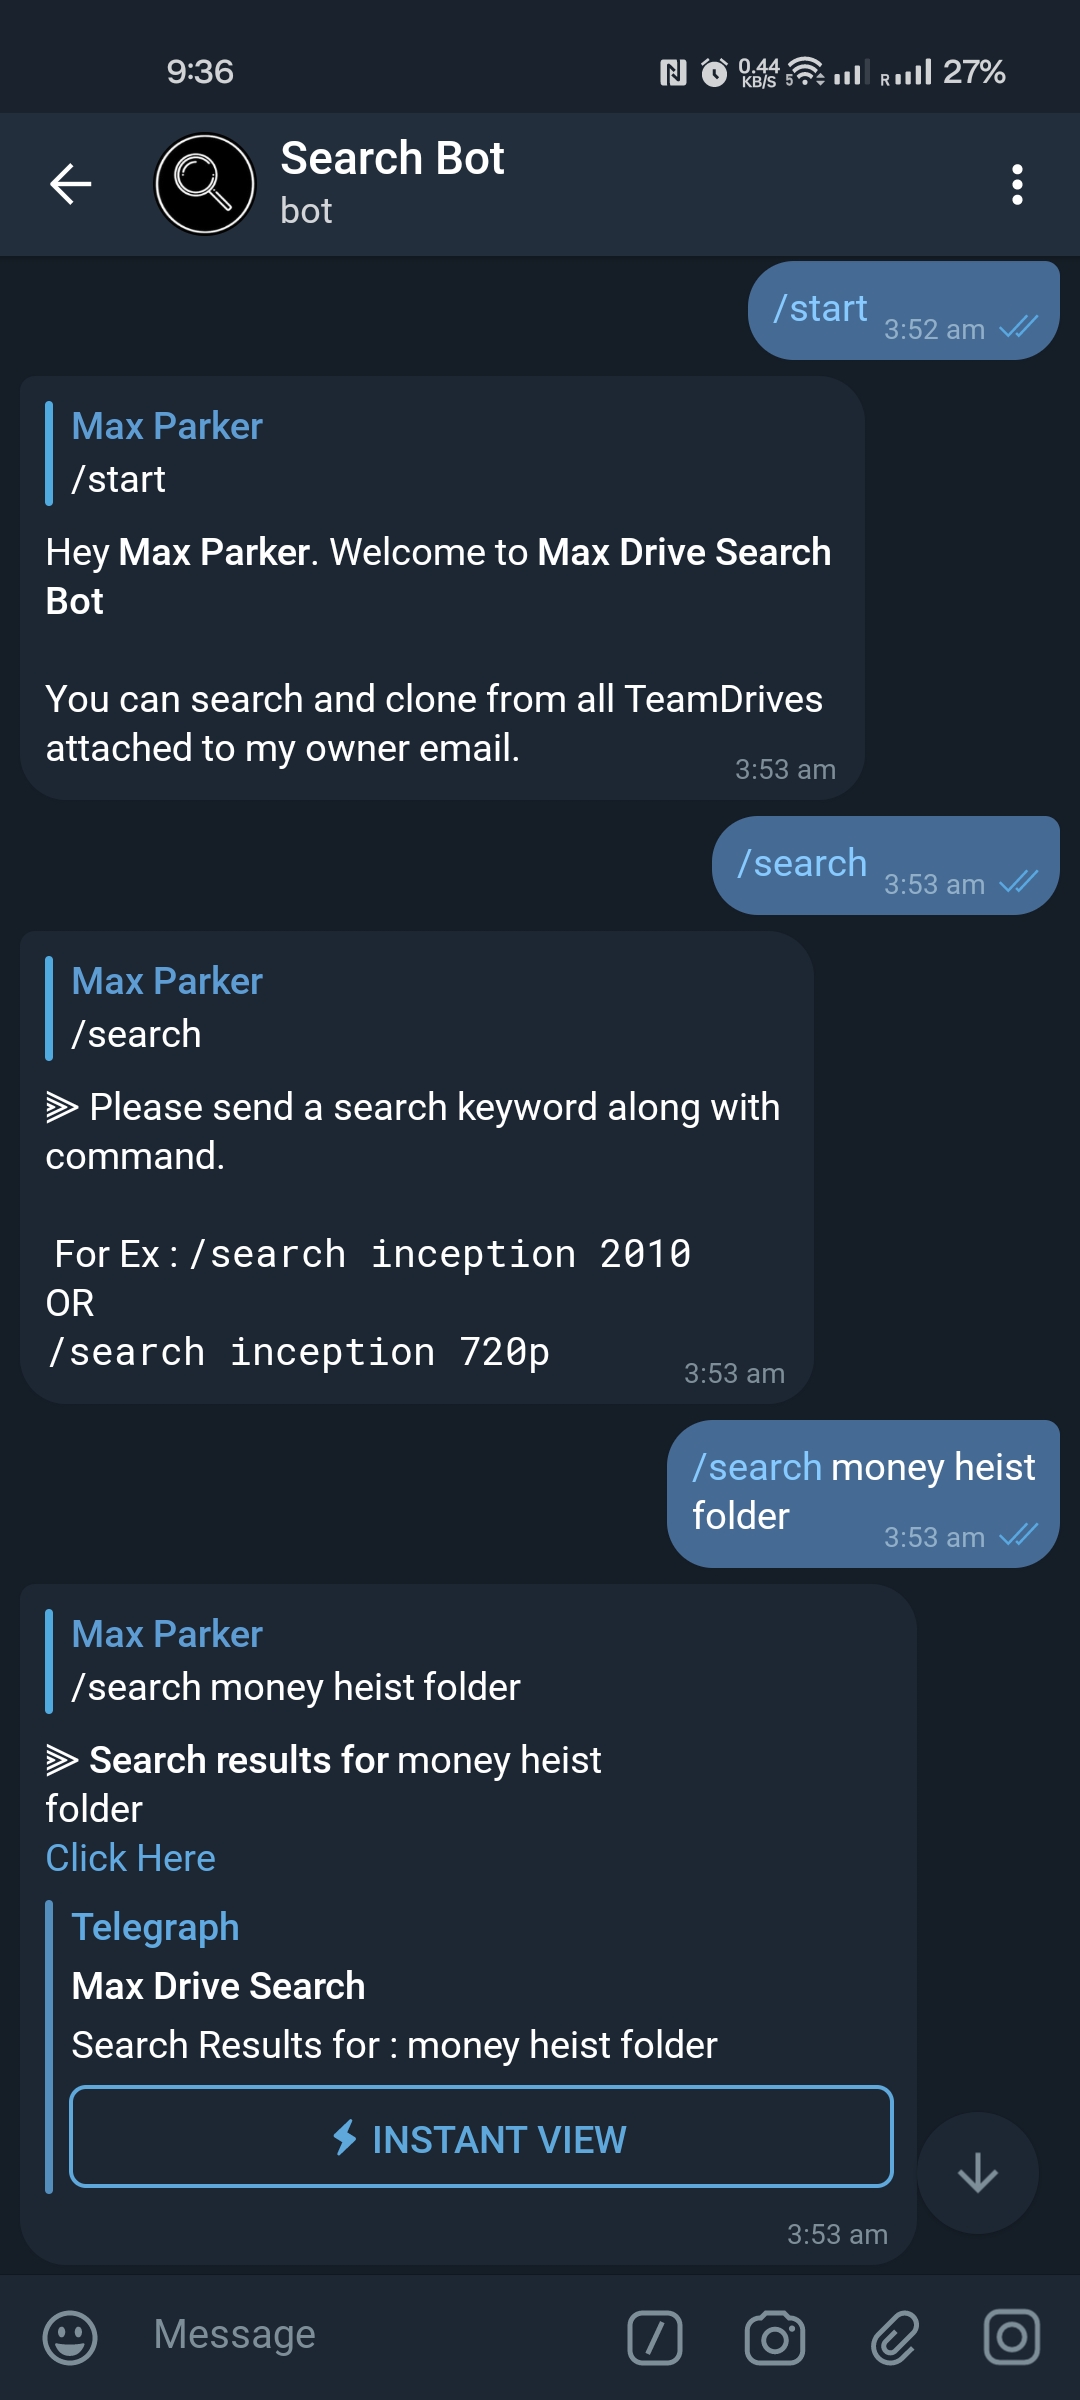 9:36
0.44
KB/S
5
R
27%
Search Bot
bot
/start
3:52 am
Max Parker
/start
Hey Max Parker. Welcome to Max Drive Search
Bot
You can search and clone from all TeamDrives
attached to my owner email.
3:53 am
/search
3:53 am
Max Parker
/search
⫸ Please send a search keyword along with
command.
For Ex : /search inception 2010
OR
/search inception 720p
3:53 am
/search money heist
folder
3:53 am
Max Parker
/search money heist folder
⫸ Search results for money heist
folder
Click Here
Telegraph
Max Drive Search
Search Results for : money heist folder
INSTANT VIEW
3:53 am
Message